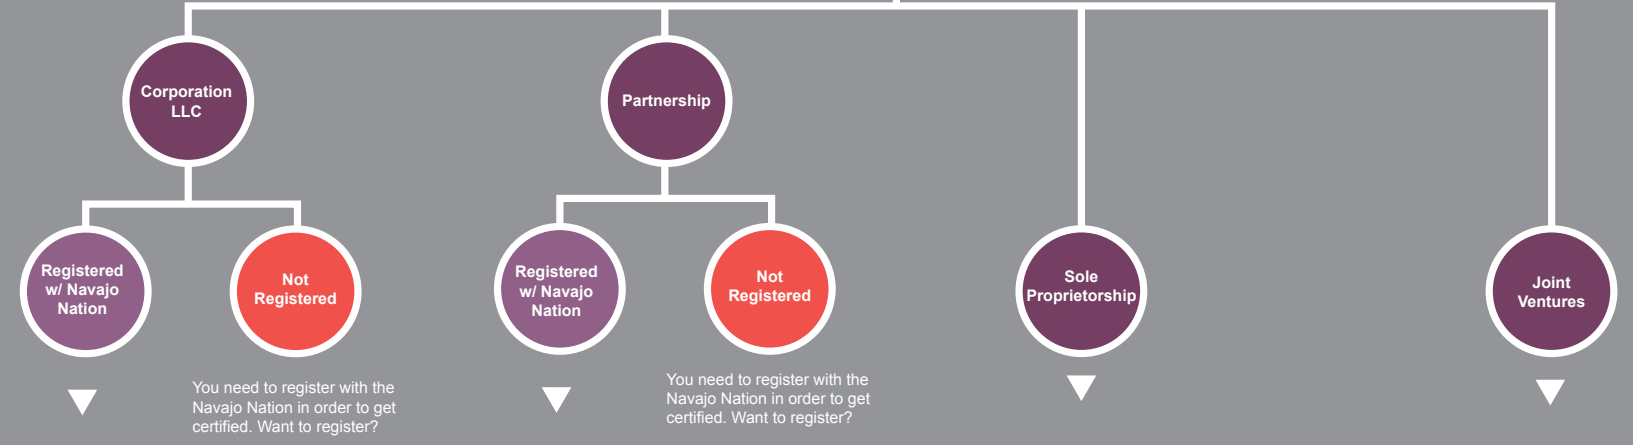 Corporation
LLC
Partnership
Registered
w/ Navajo
Nation
Not
Registered
Registered
w/ Navajo
Nation
Not
Registered
Sole
Proprietorship
Joint
Ventures
You need to register with the
Navajo Nation in order to get
certified. Want to register?
You need to register with the
Navajo Nation in order to get
certified. Want to register?